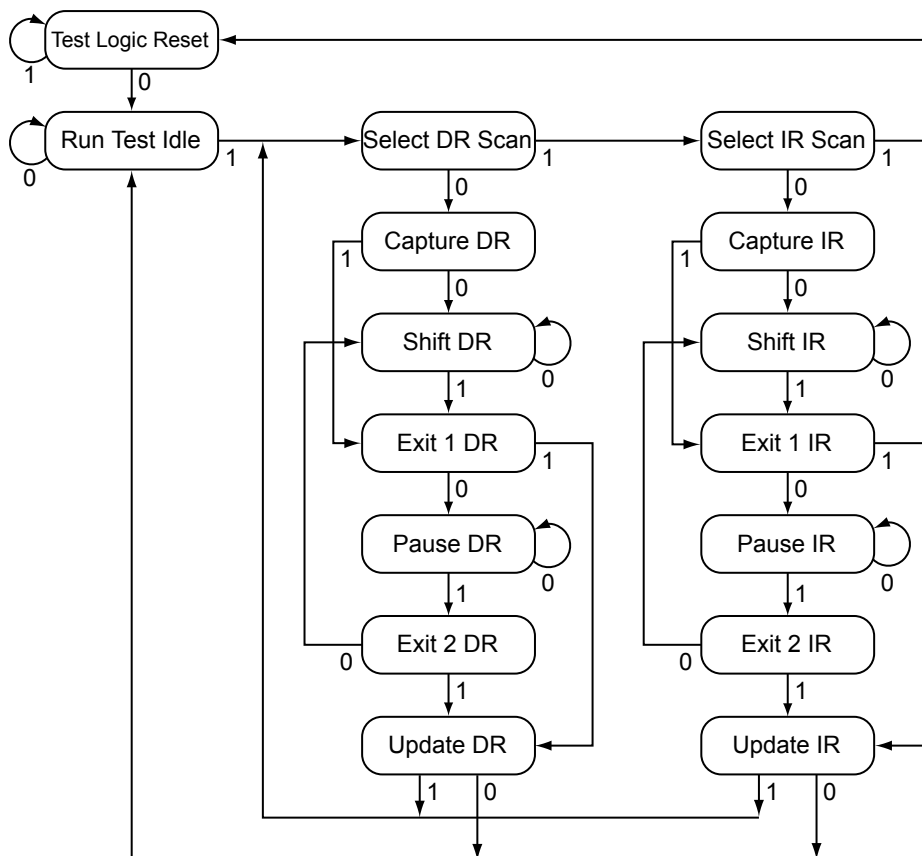 Test Logic Reset
1
0
Run Test Idle
0
1
Select DR Scan
1
0
Select IR Scan
1
0
Capture DR
1
0
Capture IR
1
0
Shift DR
0
1
Shift IR
0
1
Exit 1 DR
1
0
Exit 1 IR
1
0
Pause DR
0
1
Pause IR
0
1
Exit 2 DR
0
1
Exit 2 IR
0
1
Update DR
1
0
Update IR
1
0